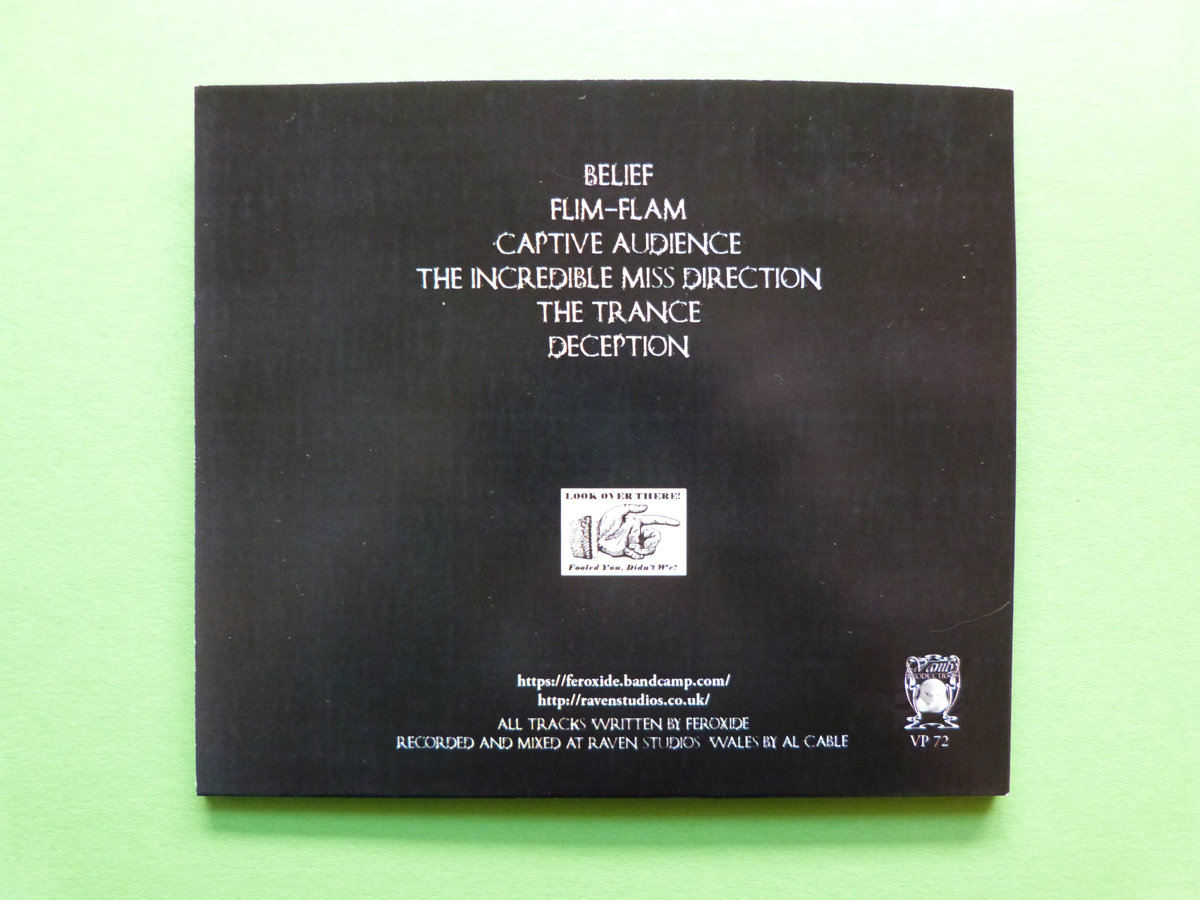 BELIEF
FLIM-FLAM
CAPTIVE AUDIENCE
THE INCREDIBLE MISS DIRECTION
THE TRANCE
DECEPTION
LOOK OVER THERE!
Fooled You, Didn't We?
https://feroxide.bandcamp.com/
http://ravenstudios.co.uk/
ALL TRACKS WRITTEN BY FEROXIDE
RECORDED AND MIXED AT RAVEN STUDIOS WALES BY AL CABLE
Vanity
PRODUCTIONS
VP 72